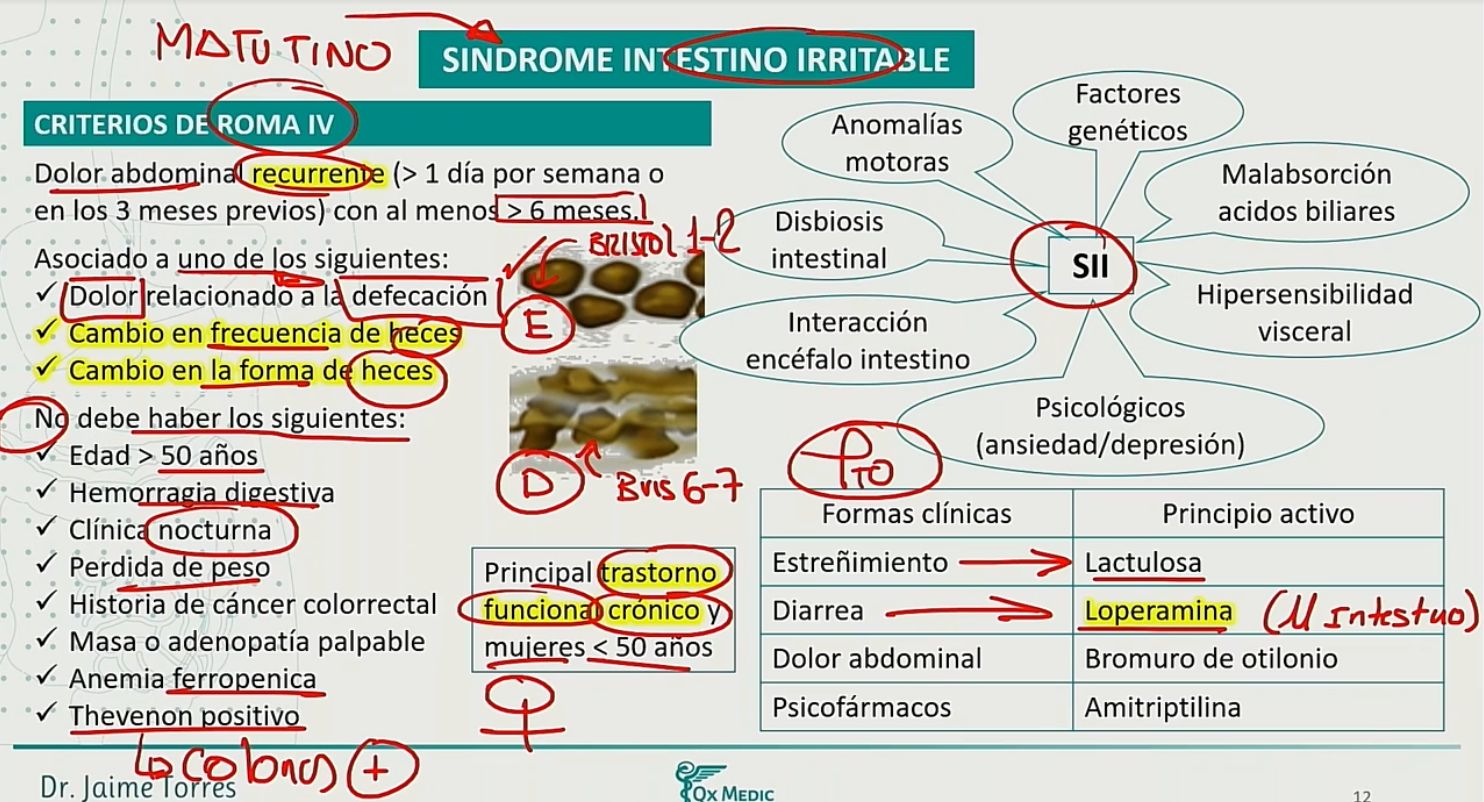 MATUTINO
SINDROME INTESTINO IRRITABLE
CRITERIOS DE ROMA IV
Dolor abdominal recurrente (> 1 día por semana o
en los 3 meses previos) con al menos > 6 meses.
Asociado a uno de los siguientes:
✓ Dolor relacionado a la defecación
✓ Cambio en frecuencia de heces
✓ Cambio en la forma de heces
No debe haber los siguientes:
✓ Edad > 50 años
✓ Hemorragia digestiva
✓ Clínica nocturna
✓ Perdida de peso
✓ Historia de cáncer colorrectal
✓ Masa o adenopatía palpable
✓ Anemia ferropenica
✓ Thevenon positivo
BRISTOL 1-2
E
D
Bris 6-7
Principal trastorno
funcional crónico y
mujeres < 50 años
Anomalías
motoras
Factores
genéticos
Malabsorción
acidos biliares
Disbiosis
intestinal
SII
Hipersensibilidad
visceral
Interacción
encéfalo intestino
Psicológicos
(ansiedad/depresión)
PTO
Formas clínicas
Principio activo
Estreñimiento
Lactulosa
Diarrea
Loperamina (U Intestino)
Dolor abdominal
Bromuro de otilonio
Psicofármacos
Amitriptilina
+
Dr. Jaime Torres
QX MEDIC
12